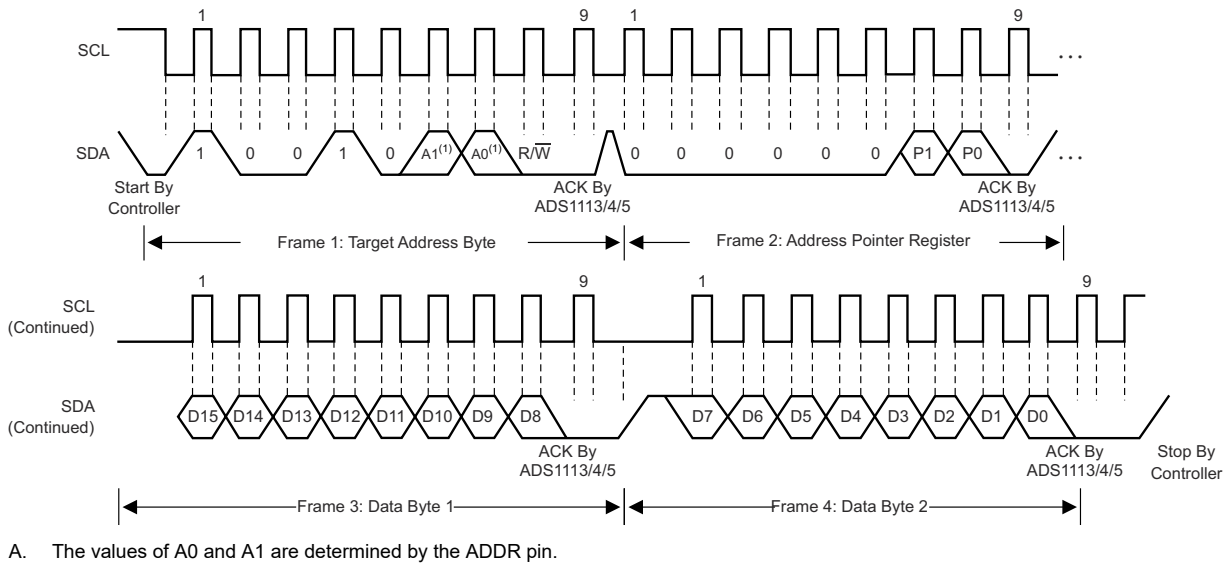 1 9 1 9
SCL ...
SDA 1 0 0 1 0 A1(1) A0(1) R/W̅ 0 0 0 0 0 0 P1 P0 ...
Start By
Controller
ACK By
ADS1113/4/5
ACK By
ADS1113/4/5
Frame 1: Target Address Byte
Frame 2: Address Pointer Register
1 9 1 9
SCL
(Continued)
SDA
(Continued)
D15 D14 D13 D12 D11 D10 D9 D8 D7 D6 D5 D4 D3 D2 D1 D0
ACK By
ADS1113/4/5
ACK By
ADS1113/4/5
Stop By
Controller
Frame 3: Data Byte 1
Frame 4: Data Byte 2
A. The values of A0 and A1 are determined by the ADDR pin.